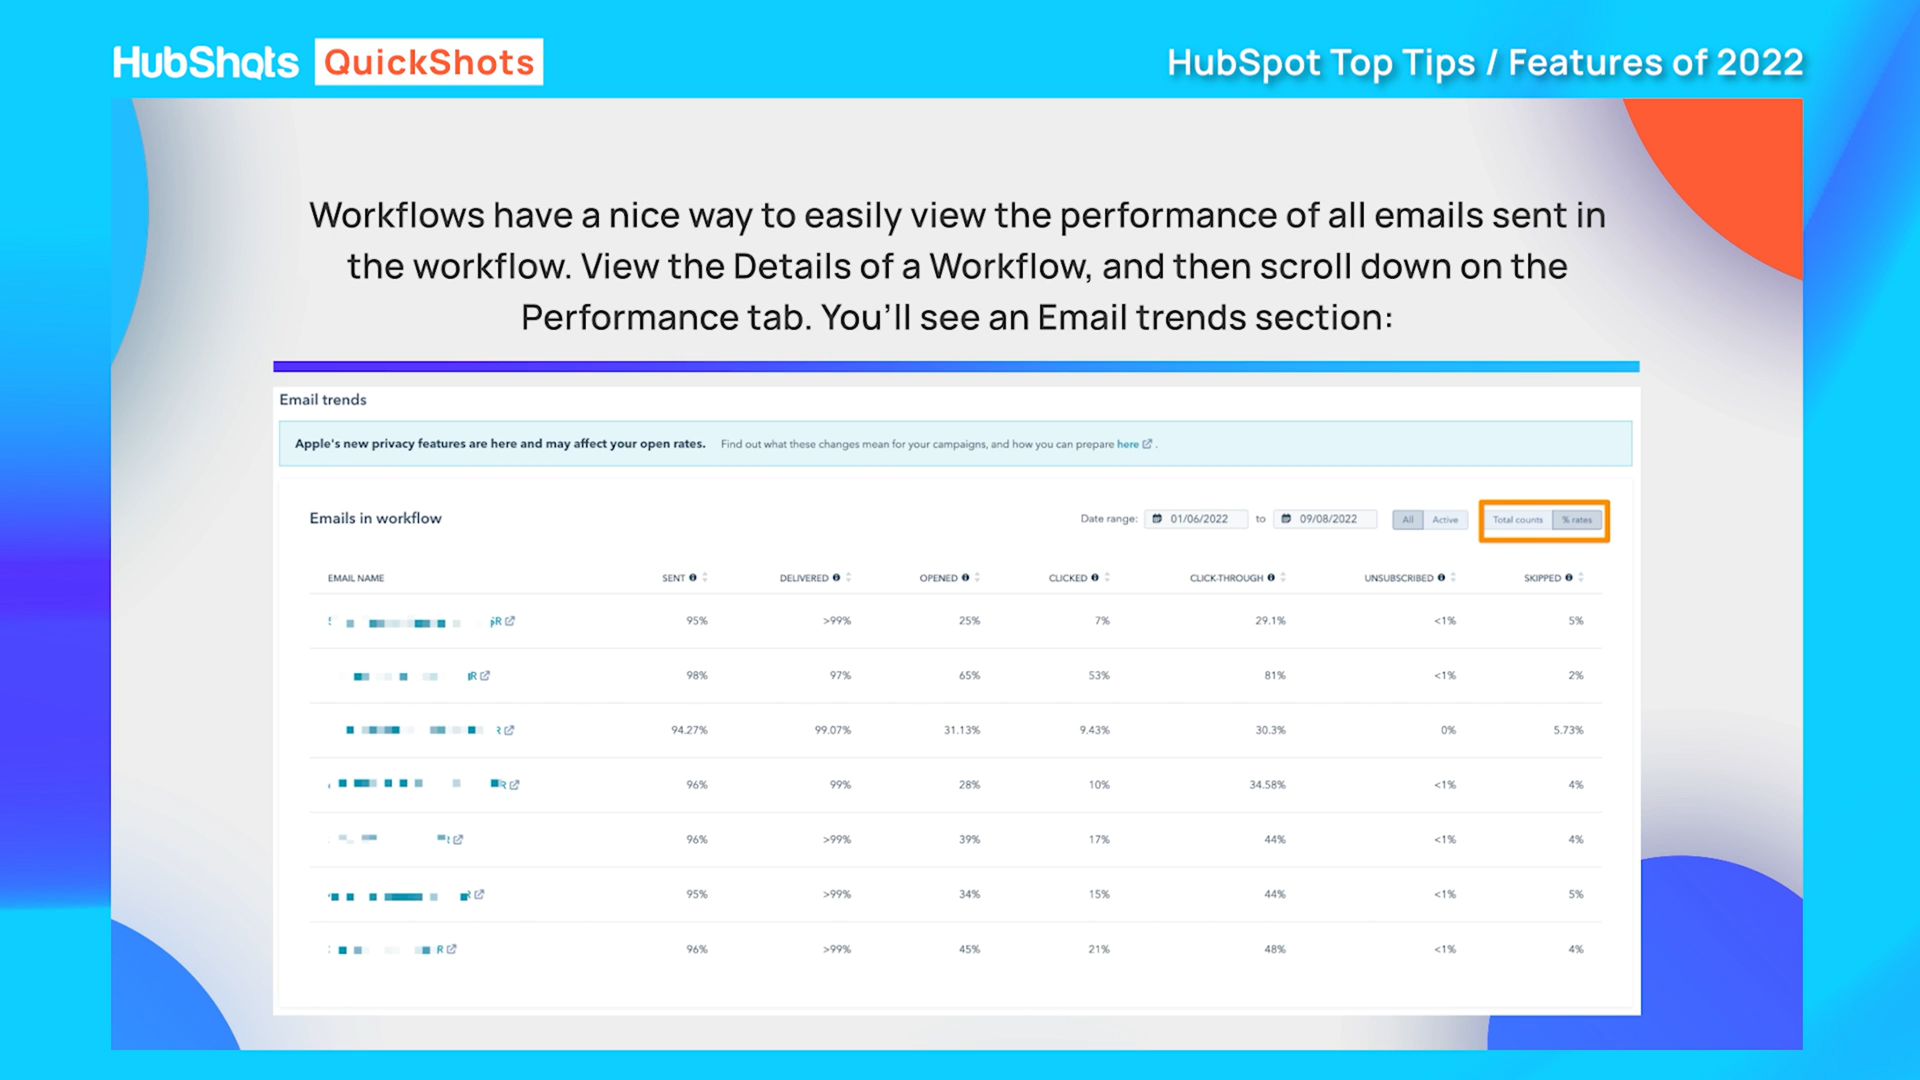 HubShots QuickShots
HubSpot Top Tips / Features of 2022
Workflows have a nice way to easily view the performance of all emails sent in
the workflow. View the Details of a Workflow, and then scroll down on the
Performance tab. You'll see an Email trends section:
Email trends
Apple's new privacy features are here and may affect your open rates. Find out what these changes mean for your campaigns, and how you can prepare here.
Emails in workflow Date range: 01/06/2022 to 09/08/2022 All Active Total counts % rates
EMAIL NAME SENT DELIVERED OPENED CLICKED CLICK-THROUGH UNSUBSCRIBED SKIPPED
95% >99% 25% 7% 29.1% <1% 5%
98% 97% 65% 53% 81% <1% 2%
94.27% 99.07% 31.13% 9.43% 30.3% 0% 5.73%
96% 99% 28% 10% 34.58% <1% 4%
96% >99% 39% 17% 44% <1% 4%
95% >99% 34% 15% 44% <1% 5%
96% >99% 45% 21% 48% <1% 4%